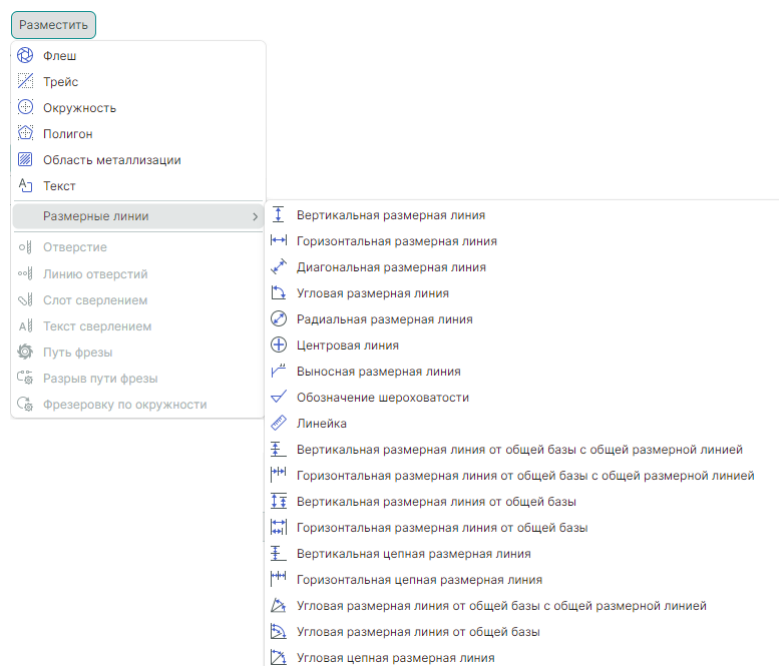 Разместить
Флеш
Трейс
Окружность
Полигон
Область металлизации
Текст
Размерные линии
Отверстие
Линию отверстий
Слот сверлением
Текст сверлением
Путь фрезы
Разрыв пути фрезы
Фрезеровку по окружности
Вертикальная размерная линия
Горизонтальная размерная линия
Диагональная размерная линия
Угловая размерная линия
Радиальная размерная линия
Центровая линия
Выносная размерная линия
Обозначение шероховатости
Линейка
Вертикальная размерная линия от общей базы с общей размерной линией
Горизонтальная размерная линия от общей базы с общей размерной линией
Вертикальная размерная линия от общей базы
Горизонтальная размерная линия от общей базы
Вертикальная цепная размерная линия
Горизонтальная цепная размерная линия
Угловая размерная линия от общей базы с общей размерной линией
Угловая размерная линия от общей базы
Угловая цепная размерная линия